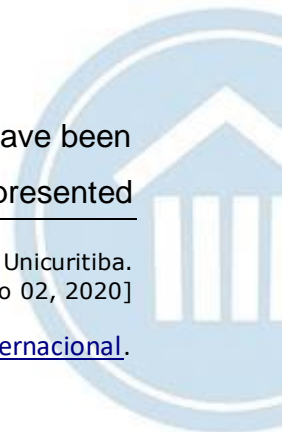 ave been
presented
Unicuritiba.
o 02, 2020]
ernacional.